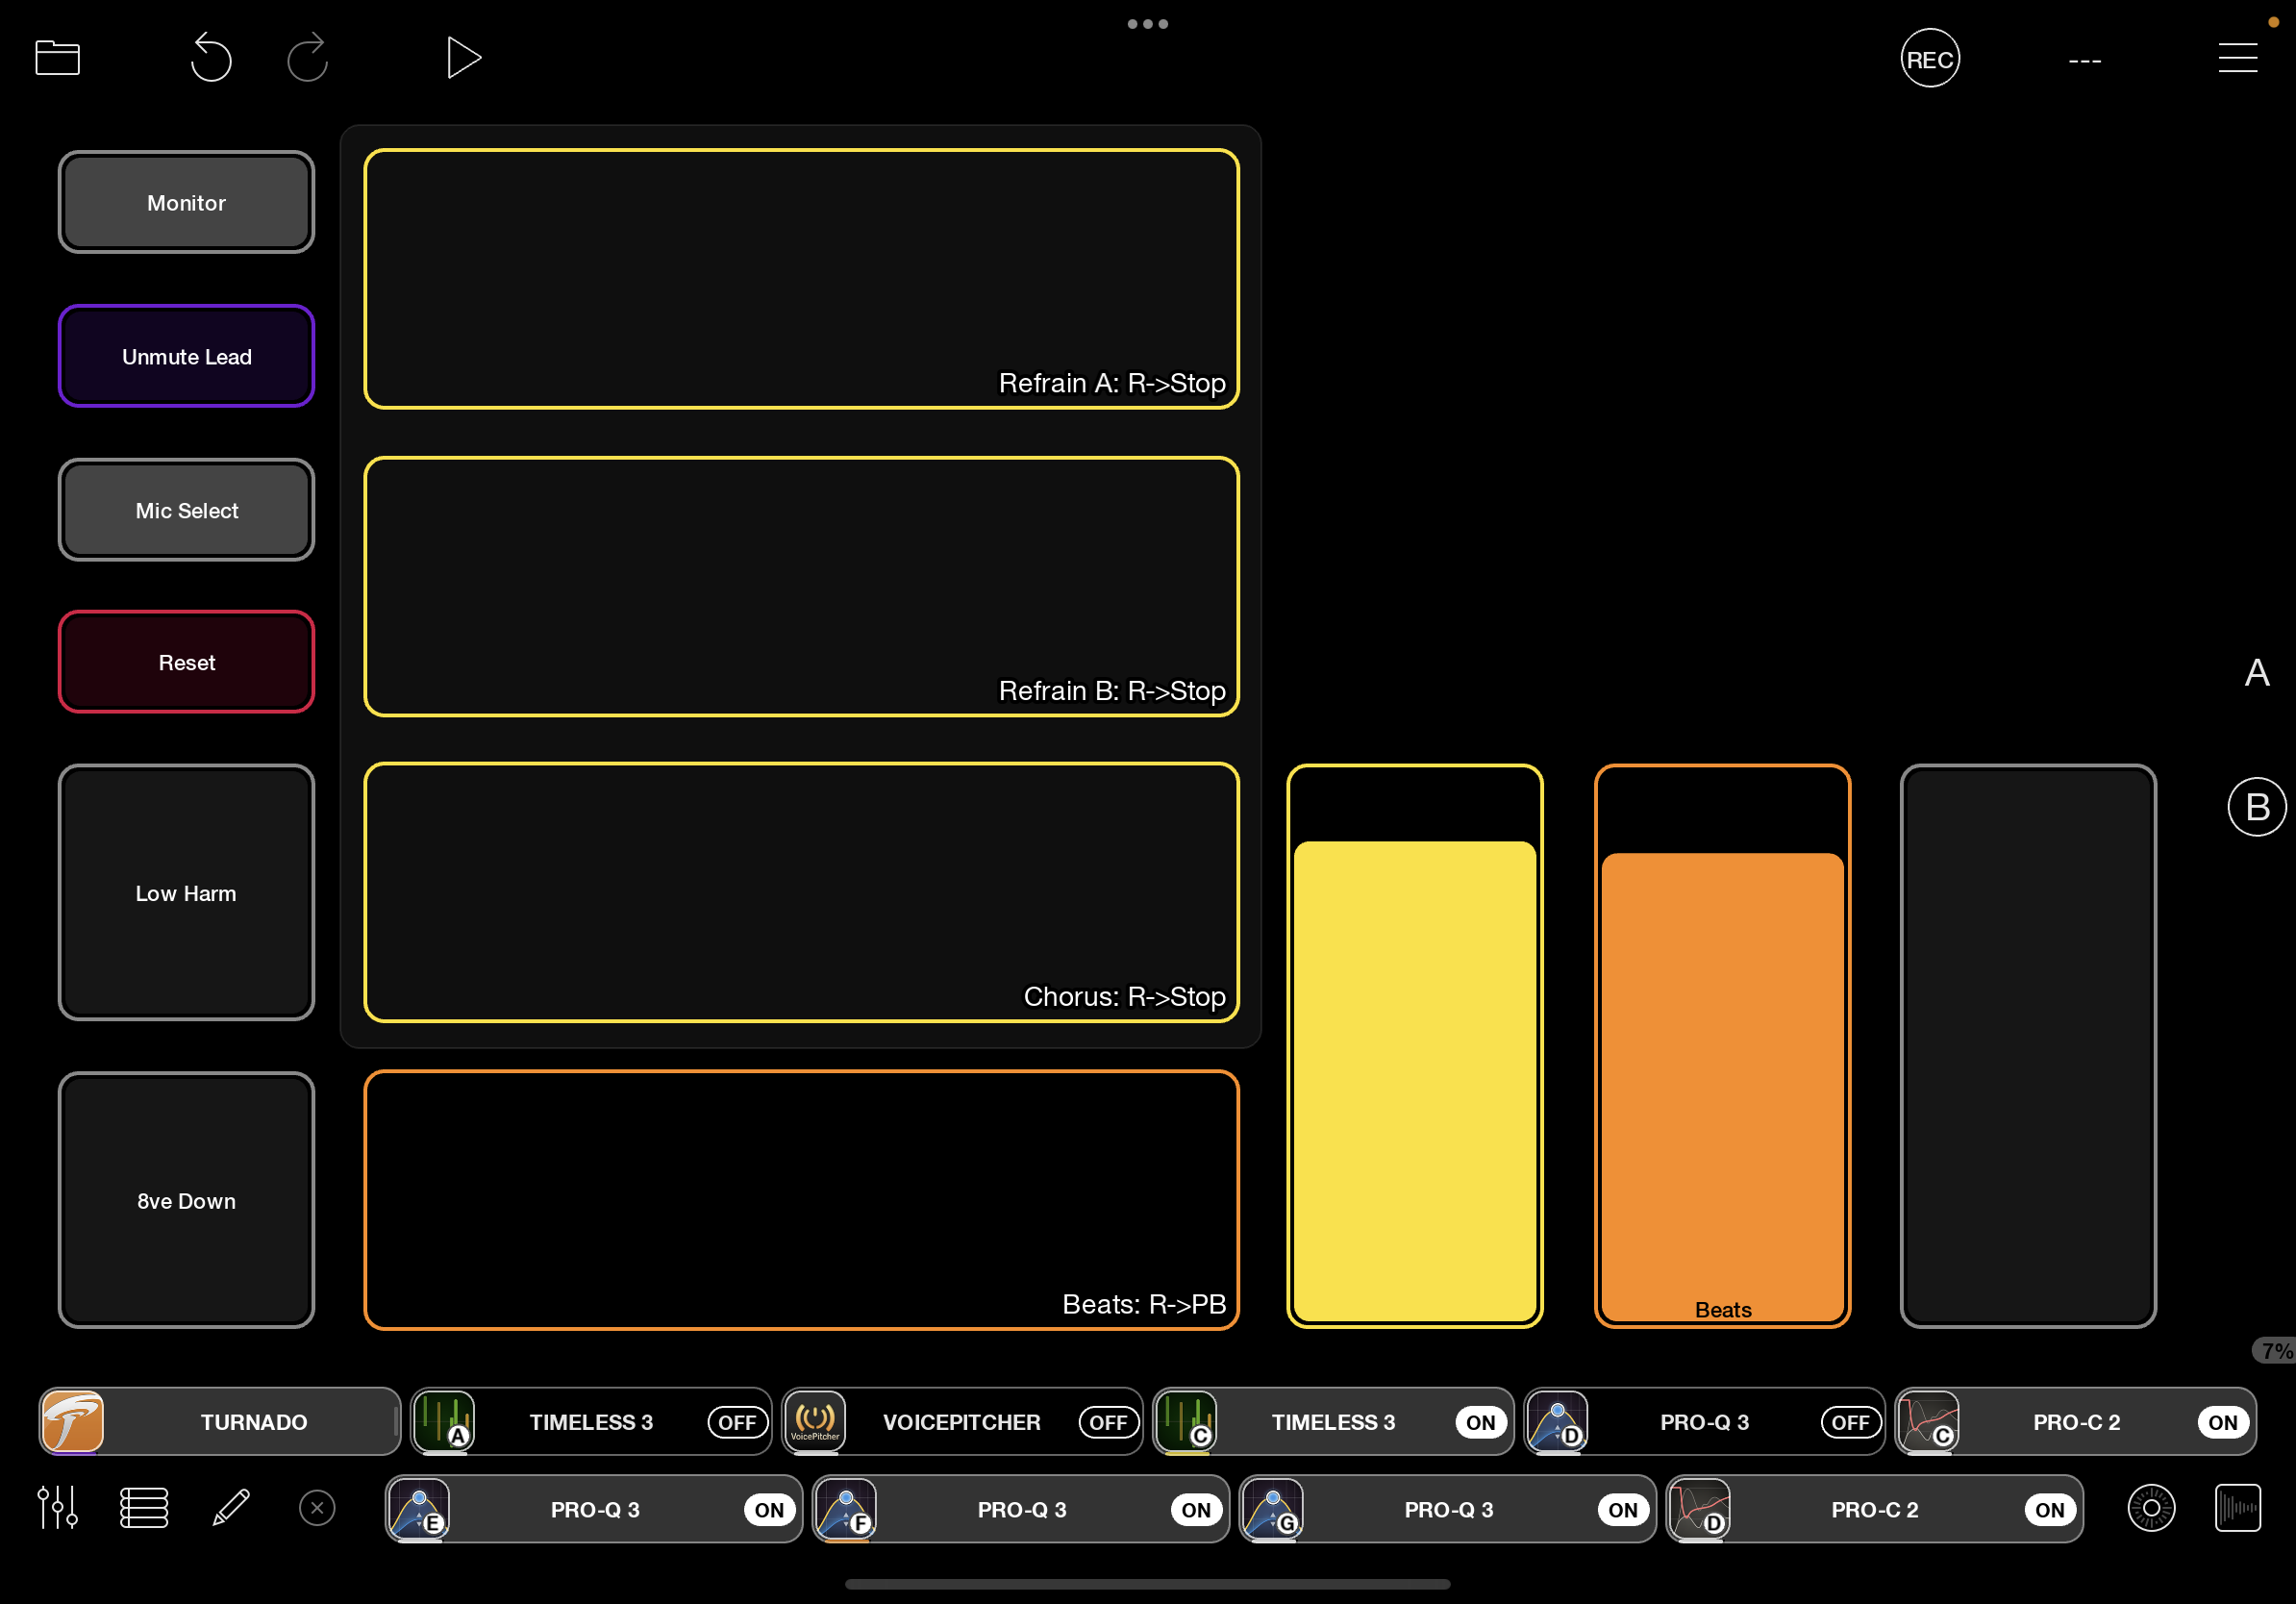 REC
---
Monitor
Unmute Lead
Mic Select
Reset
Low Harm
8ve Down
Refrain A: R->Stop
Refrain B: R->Stop
Chorus: R->Stop
Beats: R->PB
Beats
A
B
7%
TURNADO
A TIMELESS 3 OFF
VoicePitcher VOICEPITCHER OFF
C TIMELESS 3 ON
D PRO-Q 3 OFF
C PRO-C 2 ON
E PRO-Q 3 ON
F PRO-Q 3 ON
G PRO-Q 3 ON
D PRO-C 2 ON